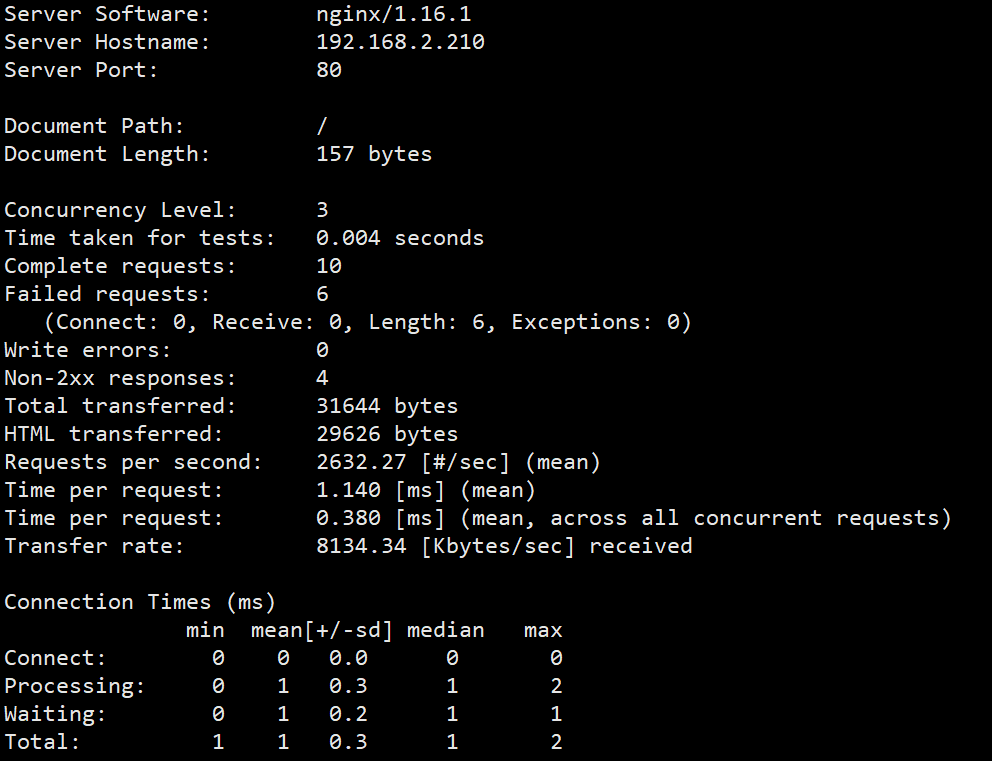 Server Software:        nginx/1.16.1
Server Hostname:        192.168.2.210
Server Port:            80

Document Path:          /
Document Length:        157 bytes

Concurrency Level:      3
Time taken for tests:   0.004 seconds
Complete requests:      10
Failed requests:        6
   (Connect: 0, Receive: 0, Length: 6, Exceptions: 0)
Write errors:           0
Non-2xx responses:      4
Total transferred:      31644 bytes
HTML transferred:       29626 bytes
Requests per second:    2632.27 [#/sec] (mean)
Time per request:       1.140 [ms] (mean)
Time per request:       0.380 [ms] (mean, across all concurrent requests)
Transfer rate:          8134.34 [Kbytes/sec] received

Connection Times (ms)
              min  mean[+/-sd] median   max
Connect:        0    0   0.0      0       0
Processing:     0    1   0.3      1       2
Waiting:        0    1   0.2      1       1
Total:          1    1   0.3      1       2